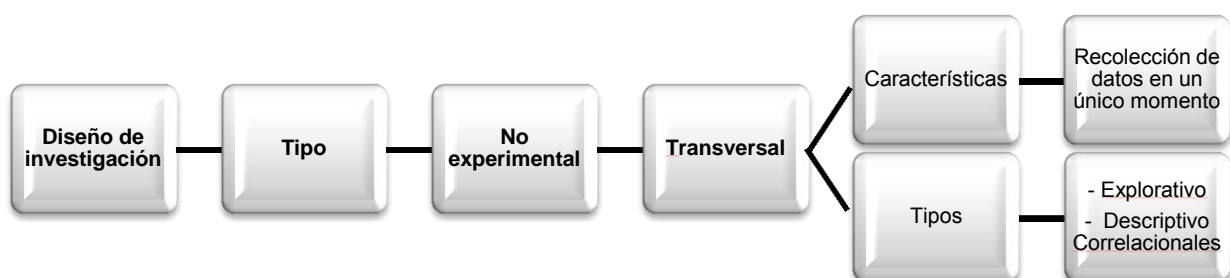 Diseño de
investigación
Tipo
No
experimental
Transversal
Características
Recolección de
datos en un
único momento
Tipos
- Explorativo
- Descriptivo
Correlacionales